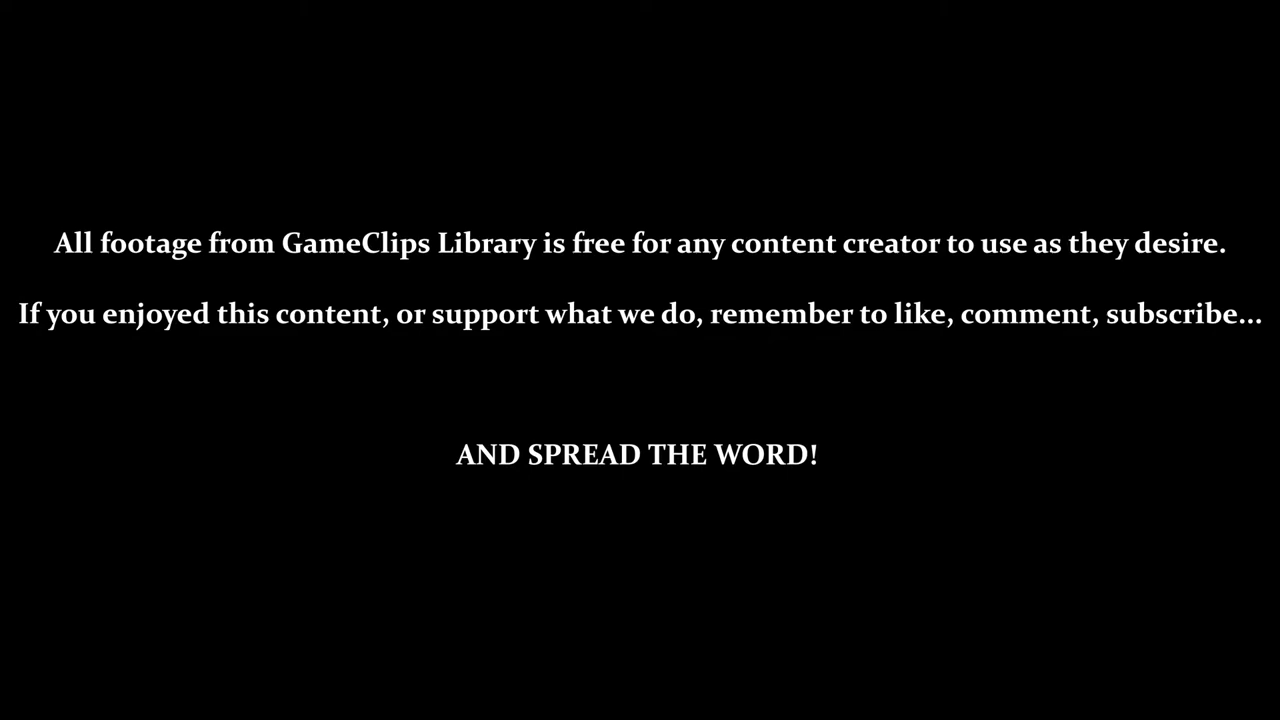 All footage from GameClips Library is free for any content creator to use as they desire.
If you enjoyed this content, or support what we do, remember to like, comment, subscribe...
AND SPREAD THE WORD!